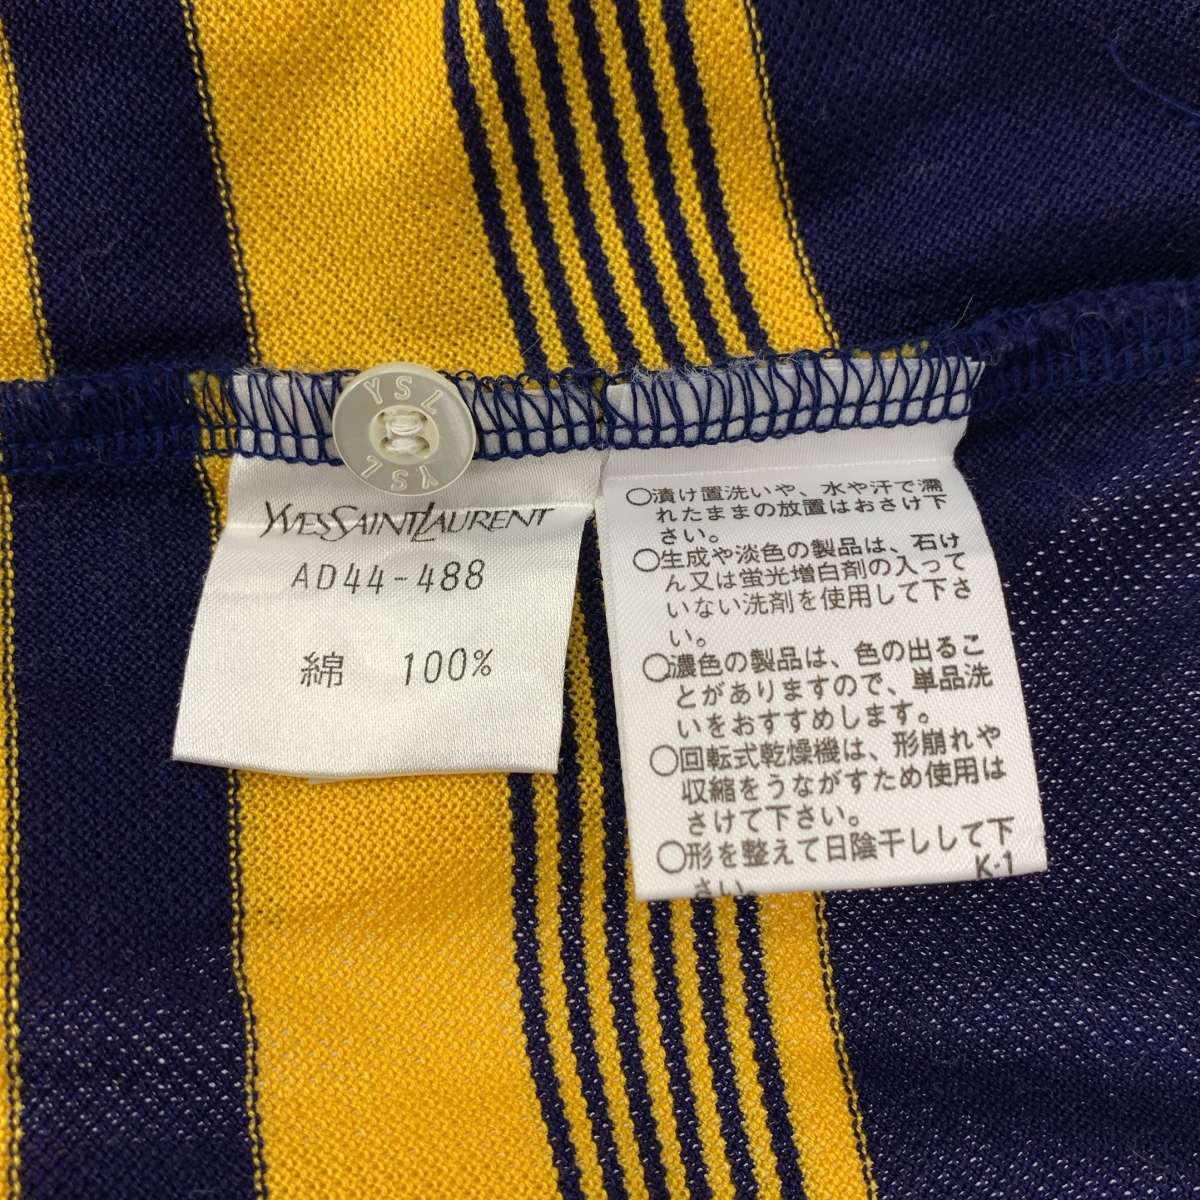 YSL
YSL
YVESSAINTLAURENT
AD44-488
綿 100%
○漬け置洗いや、水や汗で濡
れたままの放置はおさけ下
さい。
○生成や淡色の製品は、石け
ん又は蛍光増白剤の入って
いない洗剤を使用して下さ
い。
○濃色の製品は、色の出るこ
とがありますので、単品洗
いをおすすめします。
○回転式乾燥機は、形崩れや
収縮をうながすため使用は
さけて下さい。
○形を整えて日陰干しして下
さい。
K-1